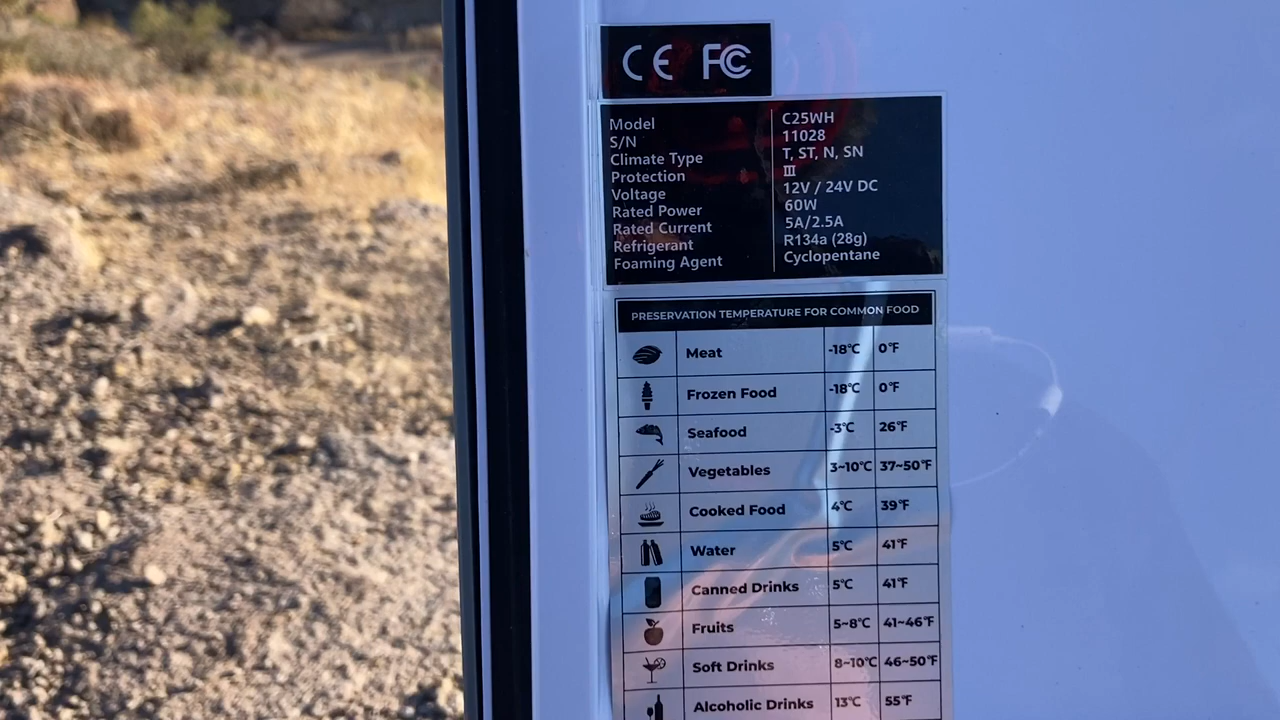 CE FC
Model C25WH
S/N 11028
Climate Type T, ST, N, SN
Protection III
Voltage 12V / 24V DC
Rated Power 60W
Rated Current 5A/2.5A
Refrigerant R134a (28g)
Foaming Agent Cyclopentane
PRESERVATION TEMPERATURE FOR COMMON FOOD
Meat -18℃ 0℉
Frozen Food -18℃ 0℉
Seafood -3℃ 26℉
Vegetables 3~10℃ 37~50℉
Cooked Food 4℃ 39℉
Water 5℃ 41℉
Canned Drinks 5℃ 41℉
Fruits 5~8℃ 41~46℉
Soft Drinks 8~10℃ 46~50℉
Alcoholic Drinks 13℃ 55℉